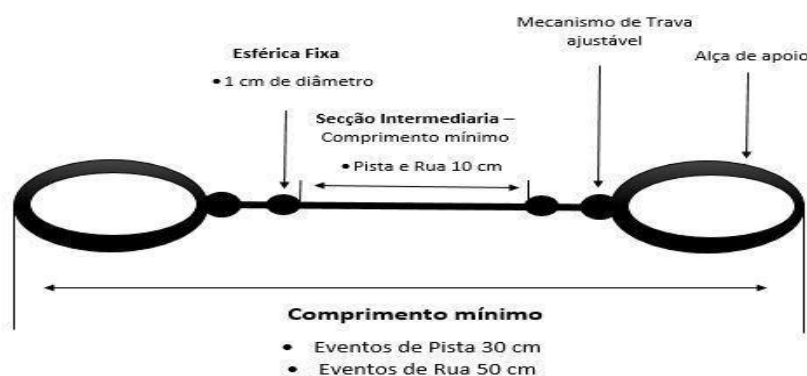 Mecanismo de Trava
ajustável
Esférica Fixa
Alça de apoio
• 1 cm de diâmetro
Secção Intermediaria –
Comprimento mínimo
• Pista e Rua 10 cm
Comprimento mínimo
• Eventos de Pista 30 cm
• Eventos de Rua 50 cm